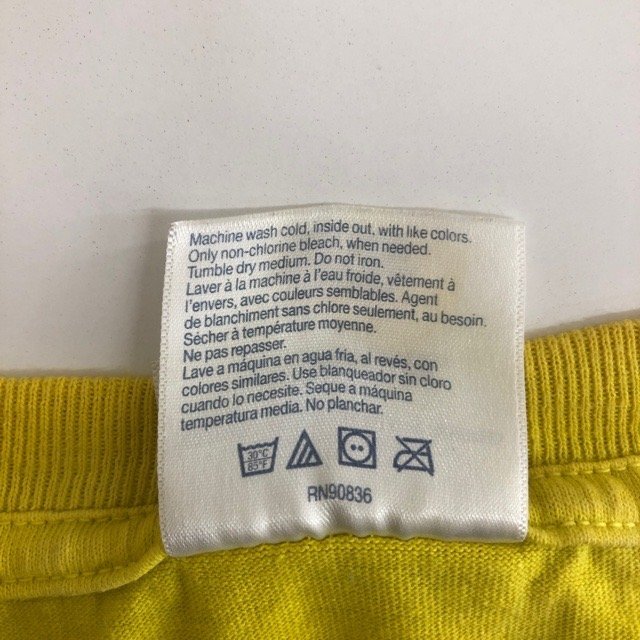 Machine wash cold, inside out, with like colors.
Only non-chlorine bleach, when needed.
Tumble dry medium. Do not iron.
Laver à la machine à l'eau froide, vêtement à
l'envers, avec couleurs semblables. Agent
de blanchiment sans chlore seulement, au besoin.
Sécher à température moyenne.
Ne pas repasser.
Lave a máquina en agua fria, al revés, con
colores similares. Use blanqueador sin cloro
cuando lo necesite. Seque a máquina
temperatura media. No planchar.
30°C
85°F
RN90836